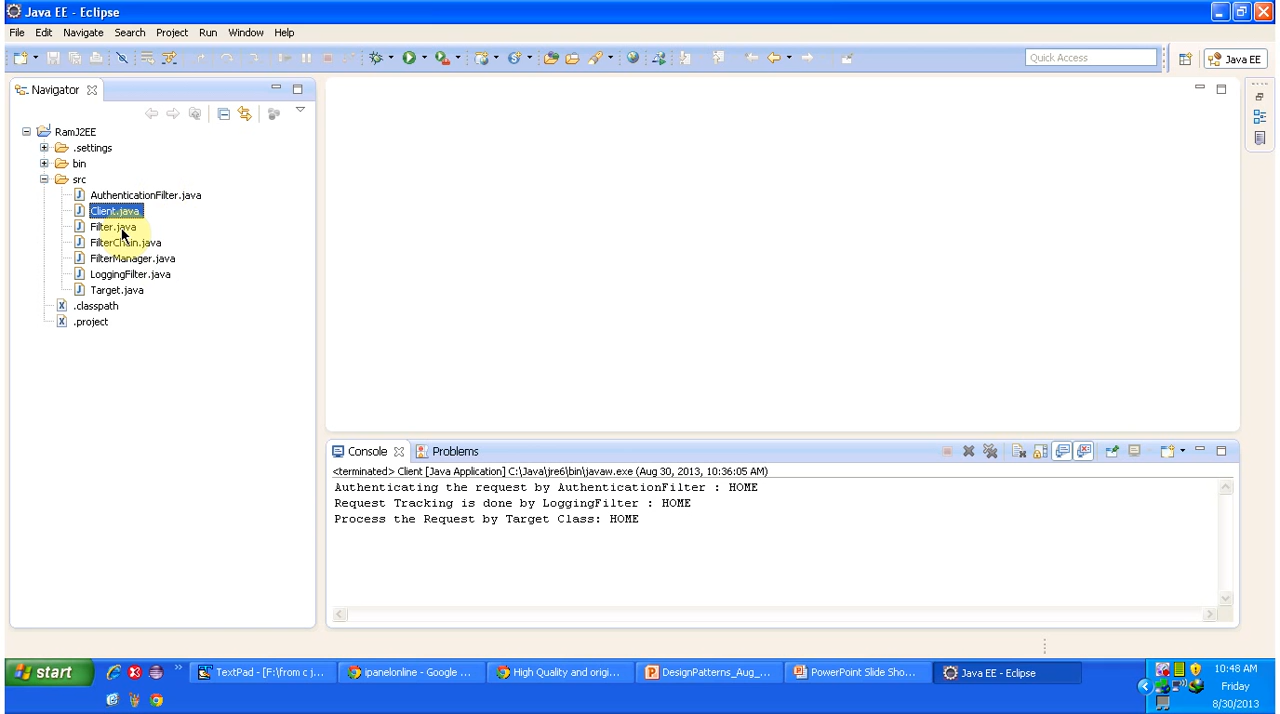 Java EE - Eclipse
File Edit Navigate Search Project Run Window Help
Quick Access
Java EE
Navigator
RamJ2EE
.settings
bin
src
AuthenticationFilter.java
Client.java
Filter.java
FilterChain.java
FilterManager.java
LoggingFilter.java
Target.java
.classpath
.project
Console
Problems
<terminated> Client [Java Application] C:\Java\jre6\bin\javaw.exe (Aug 30, 2013, 10:36:05 AM)
Authenticating the request by AuthenticationFilter : HOME
Request Tracking is done by LoggingFilter : HOME
Process the Request by Target Class: HOME
start
TextPad - [F:\from c j...
ipanelonline - Google ...
High Quality and origi...
DesignPatterns_Aug_...
PowerPoint Slide Sho...
Java EE - Eclipse
10:48 AM
Friday
8/30/2013